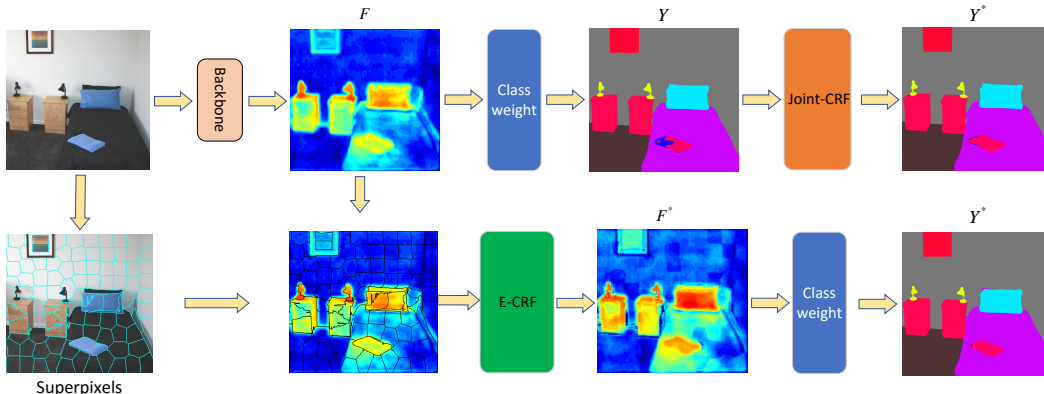 F
Y
Y*
Backbone
Class
weight
Joint-CRF
F*
Y*
E-CRF
Class
weight
Superpixels